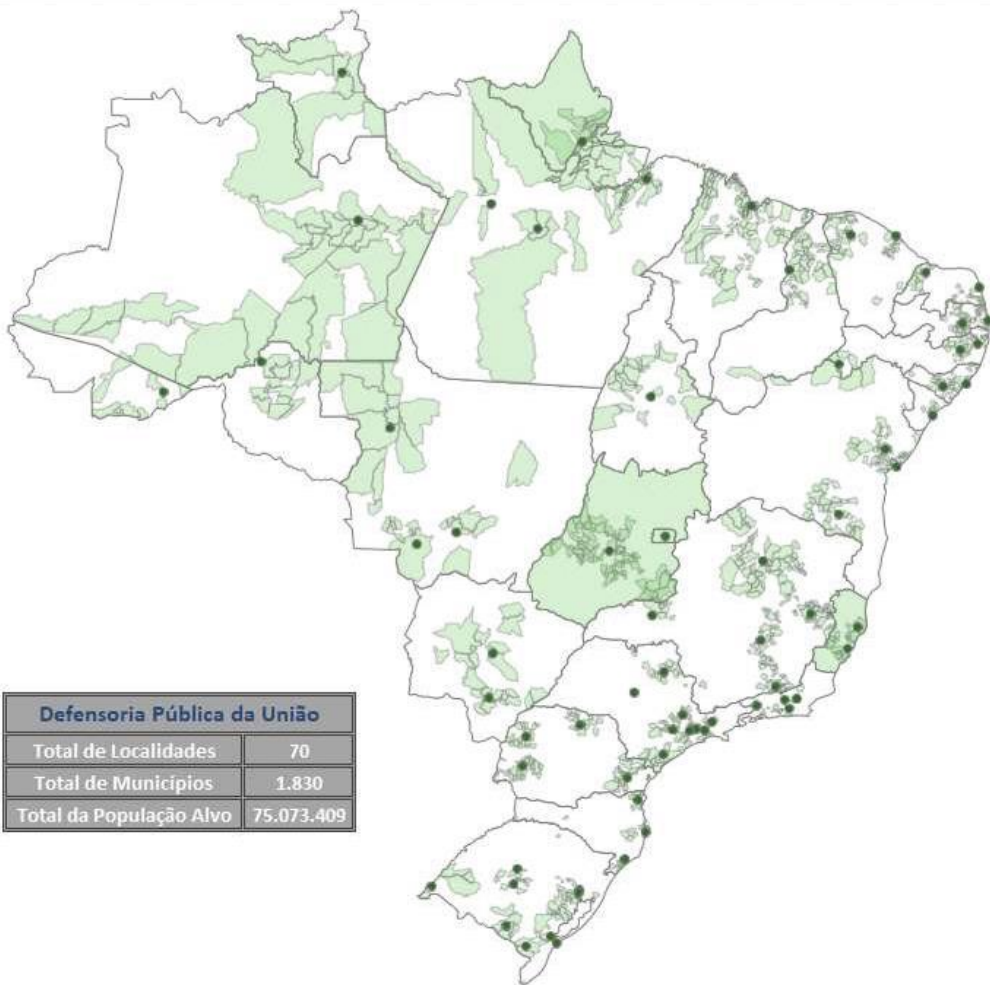 Defensoria Pública da União
Total de Localidades 70
Total de Municípios 1.830
Total da População Alvo 75.073.409